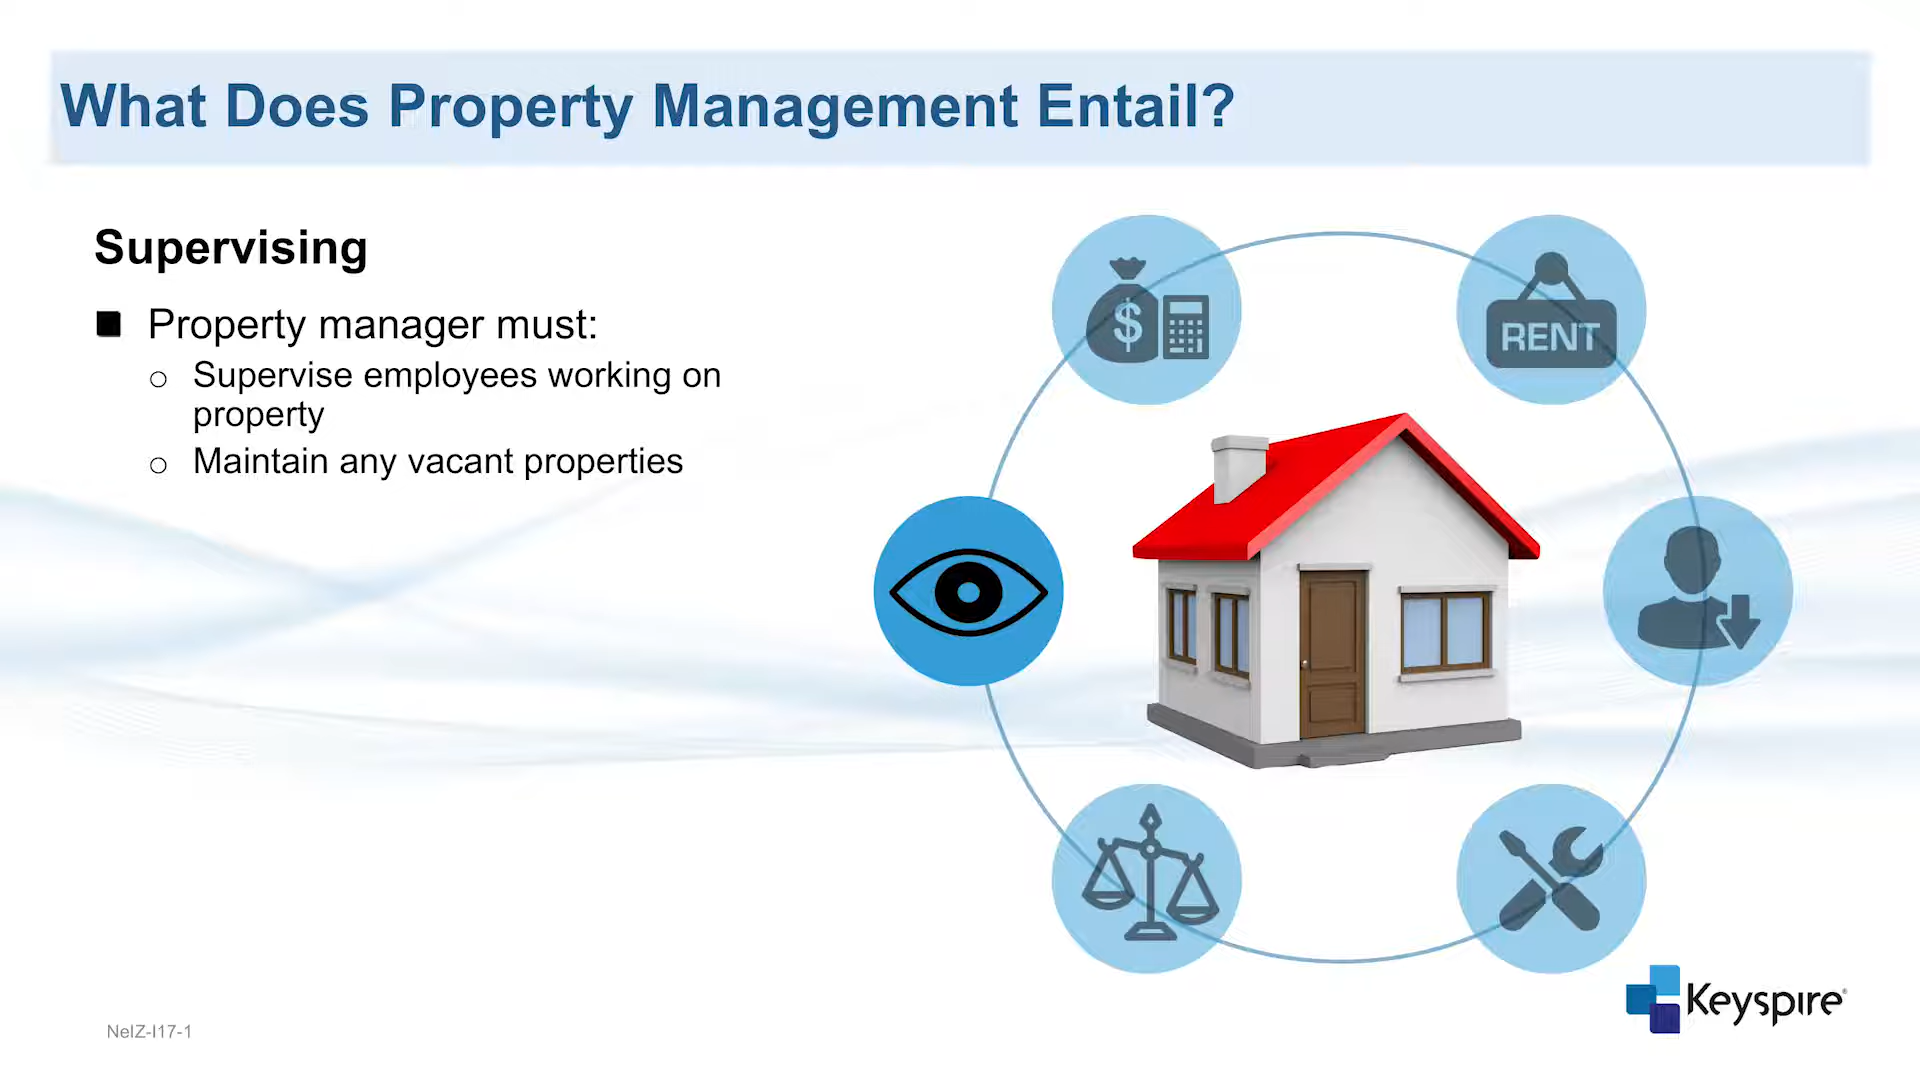 What Does Property Management Entail?
Supervising
Property manager must:
Supervise employees working on
property
Maintain any vacant properties
$
RENT
Keyspire®
NeIZ-I17-1